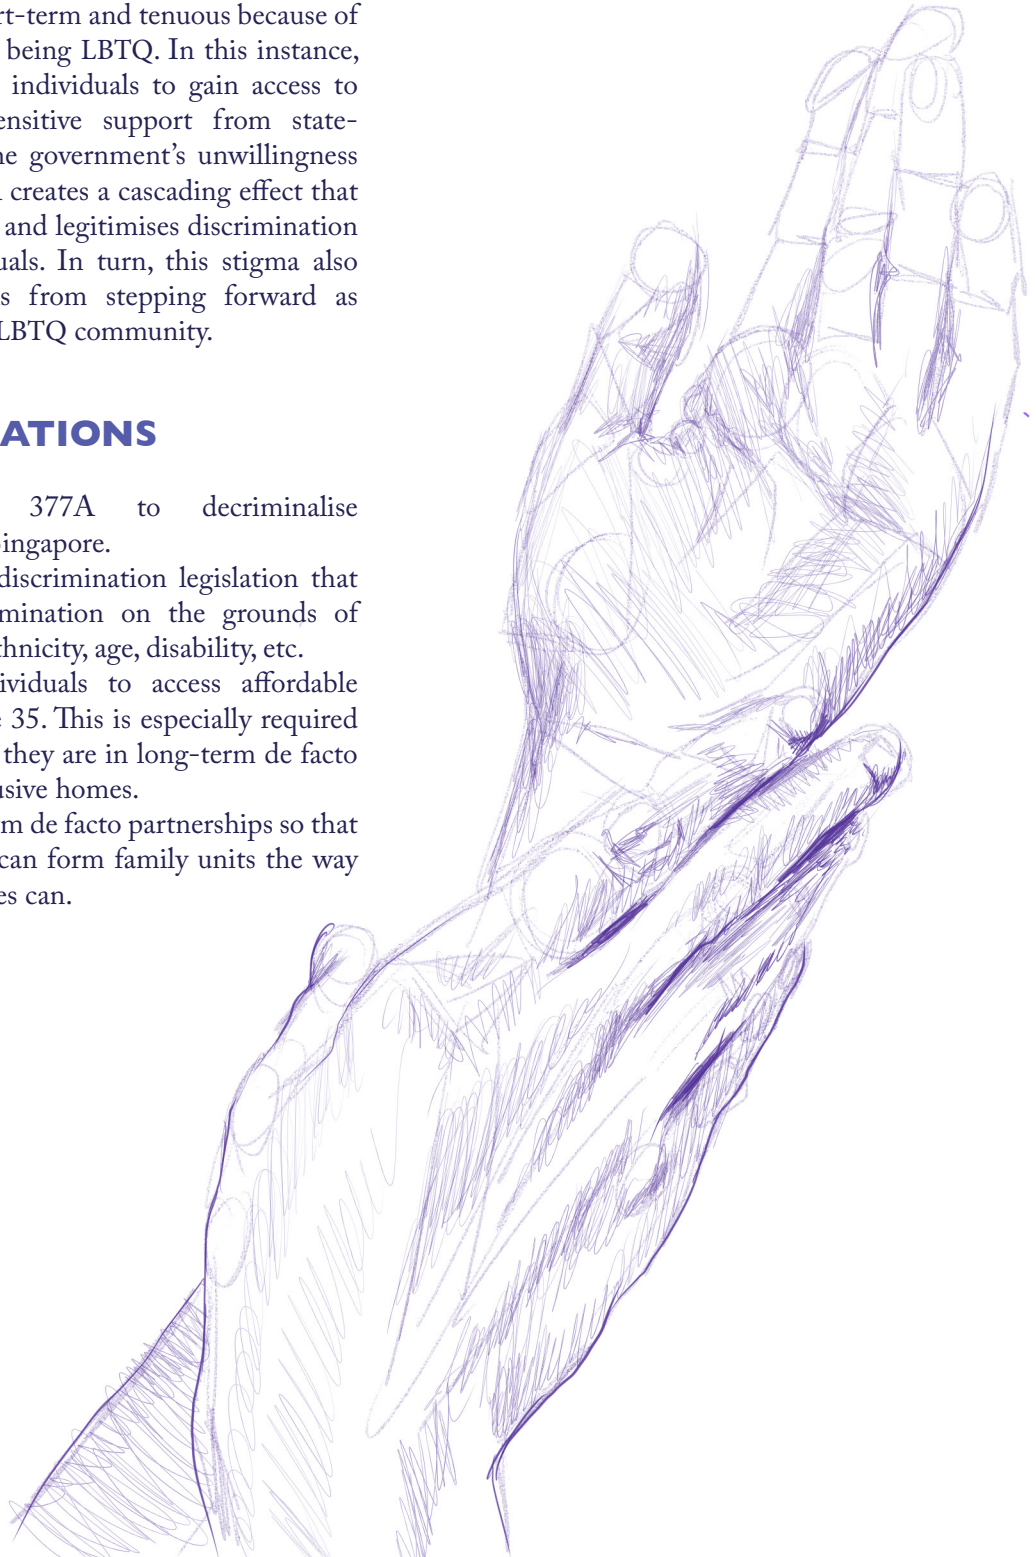 rt-term and tenuous because of
being LBTQ. In this instance,
individuals to gain access to
ensitive support from state-
ne government's unwillingness
creates a cascading effect that
and legitimises discrimination
uals. In turn, this stigma also
s from stepping forward as
LBTQ community.
ATIONS
377A to decriminalise
Singapore.
discrimination legislation that
mination on the grounds of
thnicity, age, disability, etc.
ividuals to access affordable
e 35. This is especially required
they are in long-term de facto
usive homes.
m de facto partnerships so that
can form family units the way
es can.